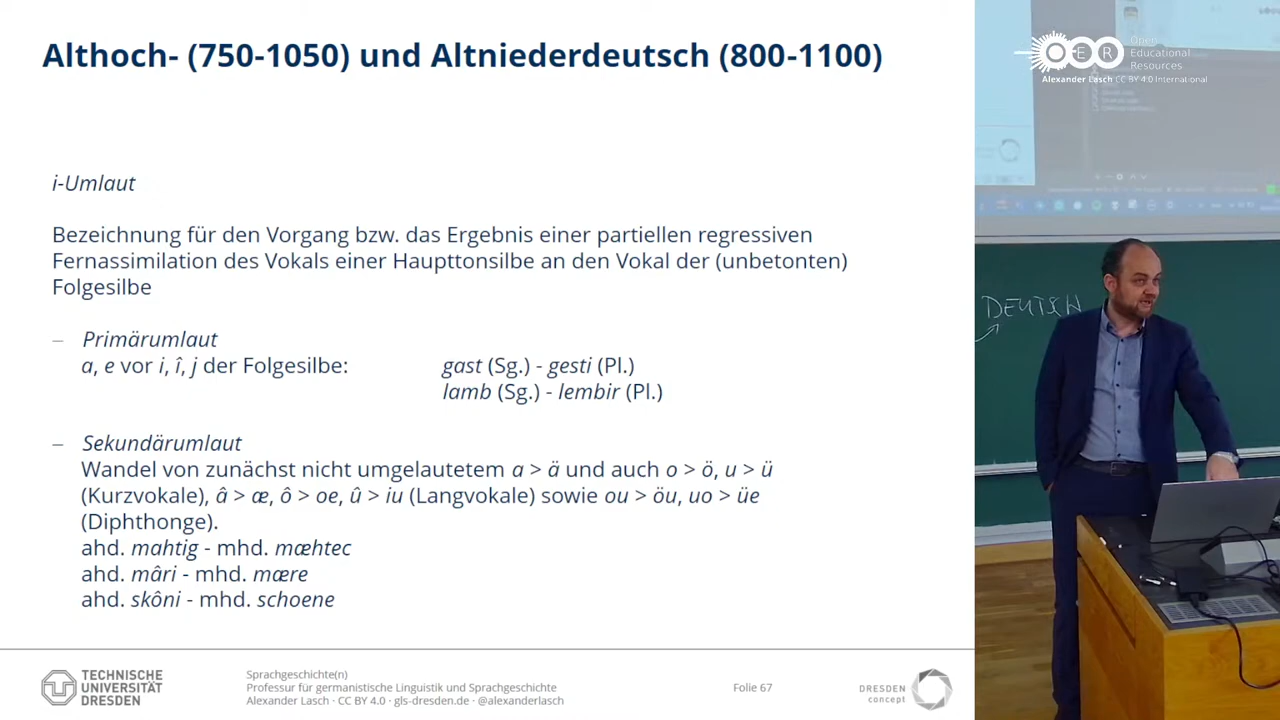 Althoch- (750-1050) und Altniederdeutsch (800-1100)
i-Umlaut
Bezeichnung für den Vorgang bzw. das Ergebnis einer partiellen regressiven
Fernassimilation des Vokals einer Haupttonsilbe an den Vokal der (unbetonten)
Folgesilbe
– Primärumlaut
a, e vor i, î, j der Folgesilbe: gast (Sg.) - gesti (Pl.)
lamb (Sg.) - lembir (Pl.)
– Sekundärumlaut
Wandel von zunächst nicht umgelautetem a > ä und auch o > ö, u > ü
(Kurzvokale), â > æ, ô > oe, û > iu (Langvokale) sowie ou > öu, uo > üe
(Diphthonge).
ahd. mahtig - mhd. mæhtec
ahd. mâri - mhd. mære
ahd. skôni - mhd. schoene
TECHNISCHE
UNIVERSITÄT
DRESDEN
Sprachgeschichte(n)
Professur für germanistische Linguistik und Sprachgeschichte
Alexander Lasch · CC BY 4.0 · gls-dresden.de · @alexanderlasch
Folie 67
DRESDEN
concept
OER
Open
Educational
Resources
Alexander Lasch CC BY 4.0 International
DEUTSCH